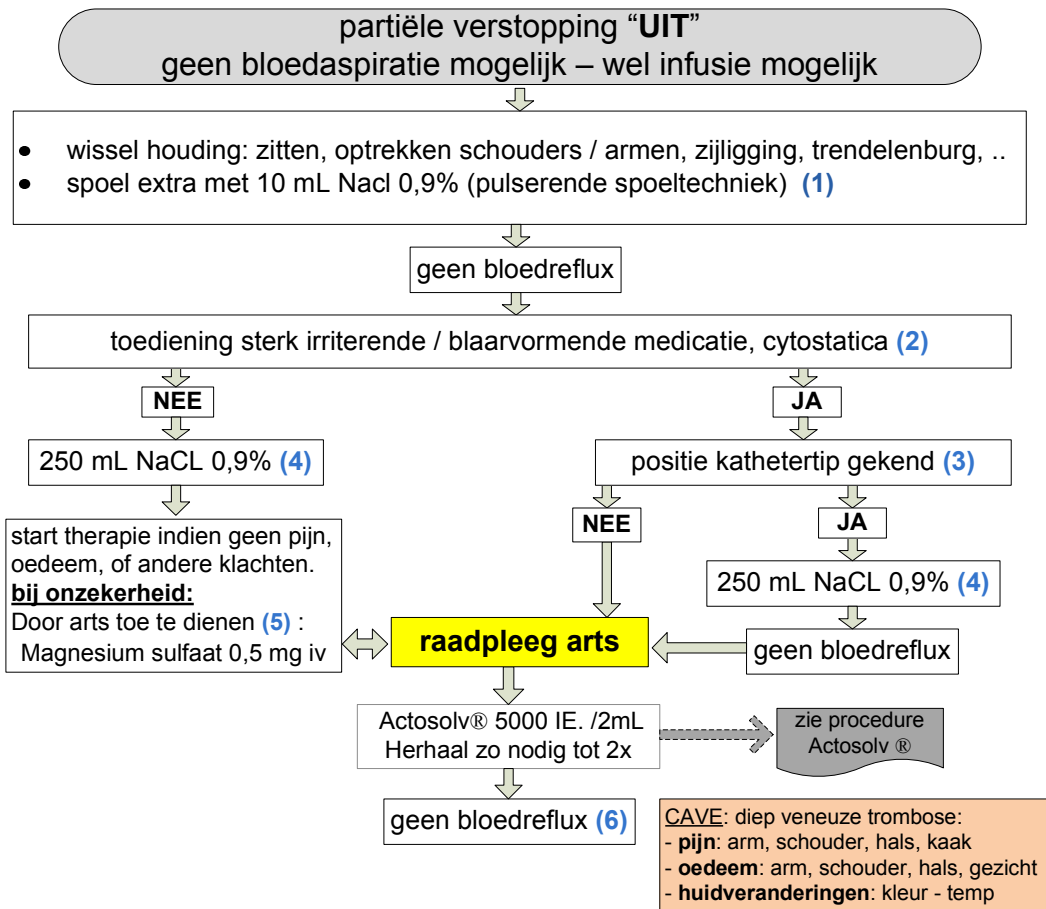 partiële verstopping “UIT”
geen bloedaspiratie mogelijk – wel infusie mogelijk
• wissel houding: zitten, optrekken schouders / armen, zijligging, trendelenburg, ..
• spoel extra met 10 mL Nacl 0,9% (pulserende spoeltechniek) (1)
geen bloedreflux
toediening sterk irriterende / blaarvormende medicatie, cytostatica (2)
NEE
JA
250 mL NaCL 0,9% (4)
positie kathetertip gekend (3)
NEE
JA
start therapie indien geen pijn,
oedeem, of andere klachten.
bij onzekerheid:
Door arts toe te dienen (5) :
Magnesium sulfaat 0,5 mg iv
250 mL NaCL 0,9% (4)
raadpleeg arts
geen bloedreflux
Actosolv® 5000 IE. /2mL
Herhaal zo nodig tot 2x
zie procedure
Actosolv ®
geen bloedreflux (6)
CAVE: diep veneuze trombose:
- pijn: arm, schouder, hals, kaak
- oedeem: arm, schouder, hals, gezicht
- huidveranderingen: kleur - temp